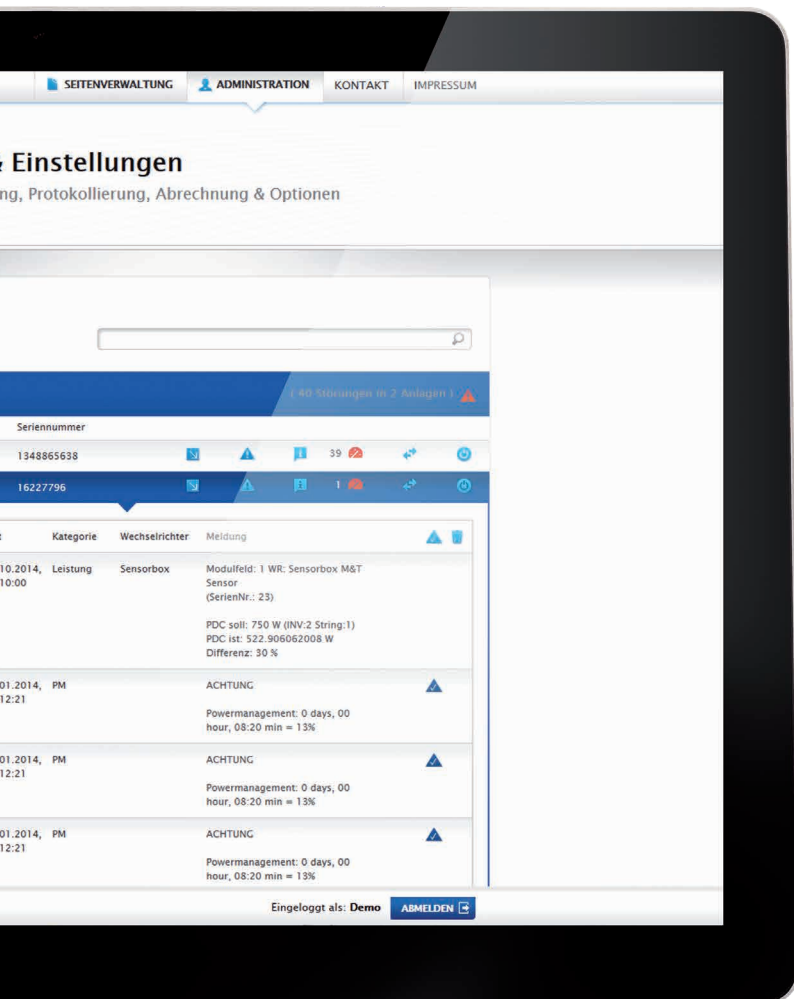 SEITENVERWALTUNG ADMINISTRATION KONTAKT IMPRESSUM
& Einstellungen
ng, Protokollierung, Abrechnung & Optionen
( 40 Störungen in 2 Anlagen )
Seriennummer
1348865638 39
16227796 1
Kategorie Wechselrichter Meldung
10.2014, Leistung Sensorbox Modulfeld: 1 WR: Sensorbox M&T
10:00 Sensor
(SerienNr.: 23)
PDC soll: 750 W (INV:2 String:1)
PDC ist: 522.906062008 W
Differenz: 30 %
01.2014, PM ACHTUNG
12:21
Powermanagement: 0 days, 00
hour, 08:20 min = 13%
01.2014, PM ACHTUNG
12:21
Powermanagement: 0 days, 00
hour, 08:20 min = 13%
01.2014, PM ACHTUNG
12:21
Powermanagement: 0 days, 00
hour, 08:20 min = 13%
Eingeloggt als: Demo ABMELDEN